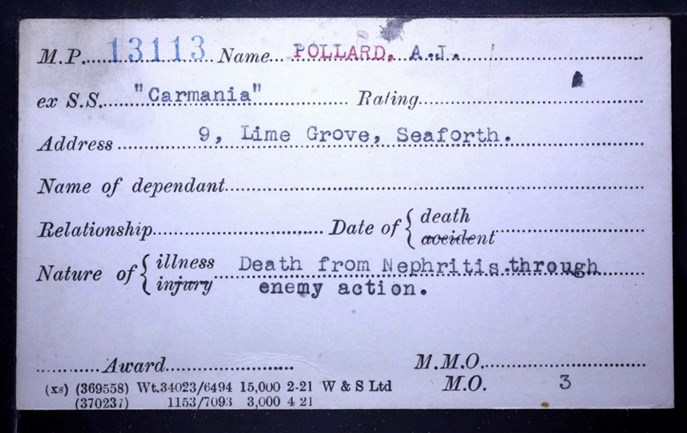 M.P. 13113 Name POLLARD, A.J.
ex S.S. "Carmania" Rating
Address 9, Lime Grove, Seaforth.
Name of dependant
Relationship Date of { death
accident
Nature of { illness Death from Nephritis through
injury enemy action.
Award M.M.O.
(xs) (369558) Wt.34023/6494 15,000 2-21 W & S Ltd M.O. 3
(370237) 1153/7093 3,000 4 21